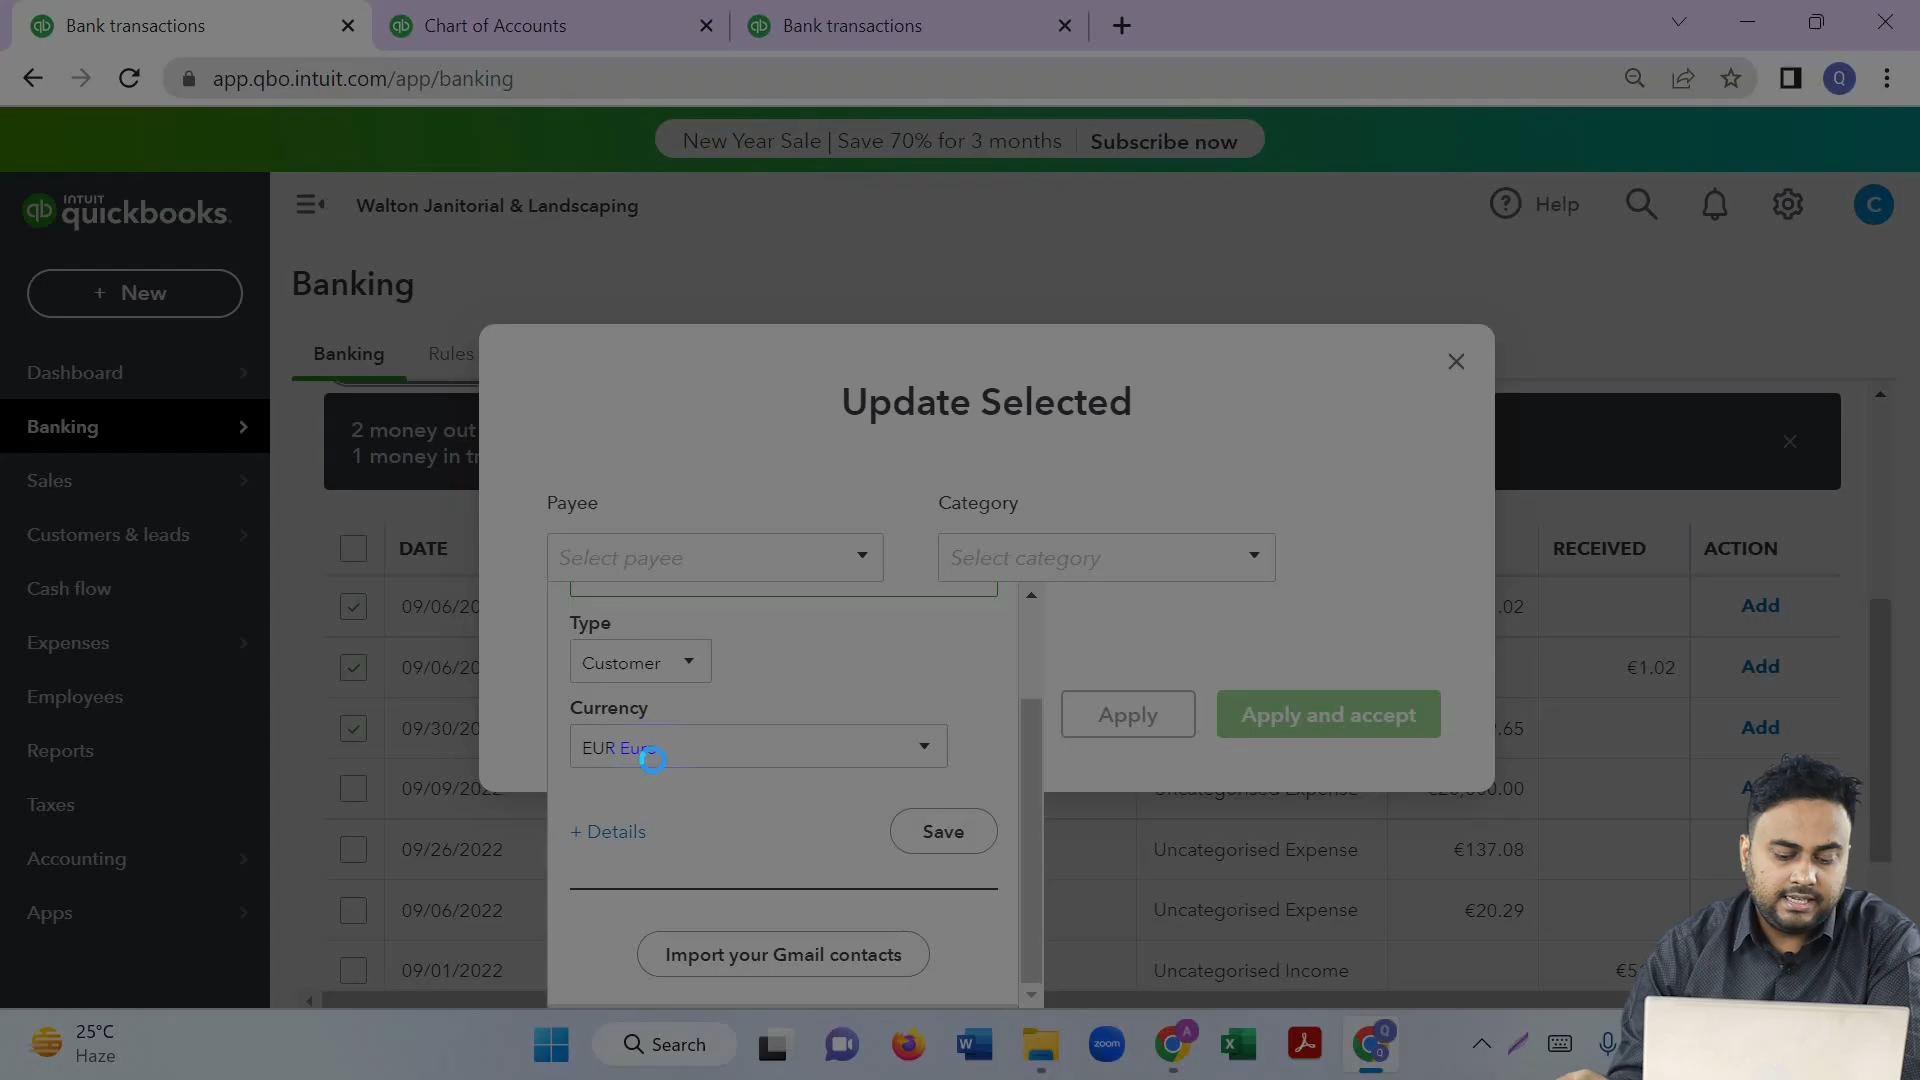 Bank transactions
Chart of Accounts
Bank transactions
app.qbo.intuit.com/app/banking
Q
New Year Sale | Save 70% for 3 months
Subscribe now
qb INTUIT quickbooks.
Walton Janitorial & Landscaping
Help
C
+ New
Banking
Banking
Rules
Dashboard
Banking
Sales
Customers & leads
Cash flow
Expenses
Employees
Reports
Taxes
Accounting
Apps
2 money out
1 money in
Update Selected
Payee
Category
Select payee
Select category
Type
Customer
Currency
EUR Euro
+ Details
Save
Import your Gmail contacts
Apply
Apply and accept
DATE
RECEIVED
ACTION
09/06/20
.02
Add
09/06/20
€1.02
Add
09/30/20
.65
Add
09/09/2022
Uncategorised Expense
09/26/2022
Uncategorised Expense
€137.08
09/06/2022
Uncategorised Expense
€20.29
09/01/2022
Uncategorised Income
25°C
Haze
Search
zoom
A
Q
Q